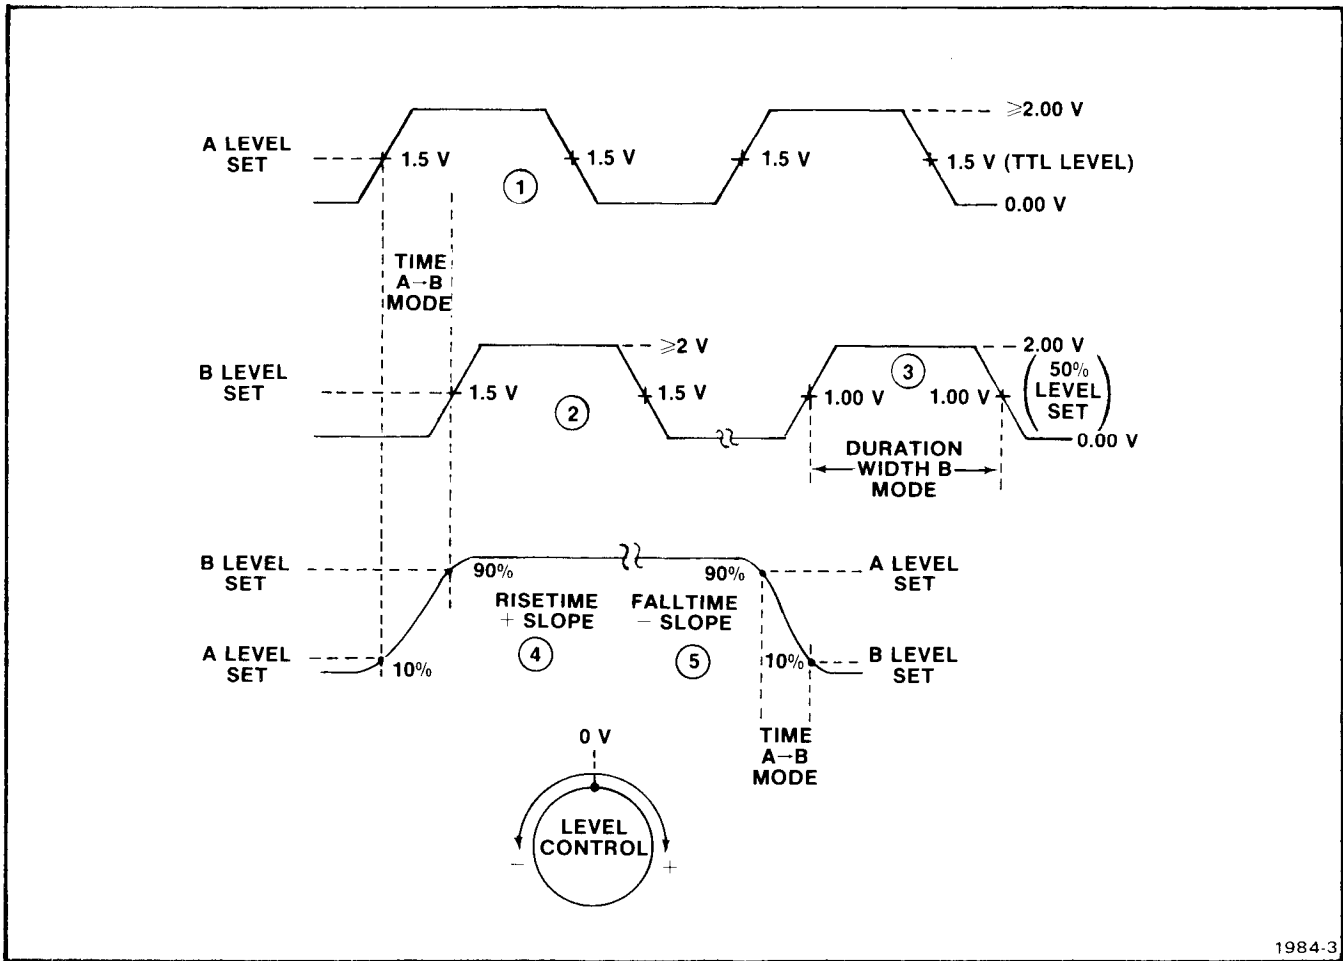 ≥2.00 V
A LEVEL
SET
1.5 V
1.5 V
1.5 V
1.5 V (TTL LEVEL)
1
0.00 V
TIME
A→B
MODE
≥2 V
2.00 V
B LEVEL
SET
1.5 V
1.5 V
1.00 V
1.00 V
(50%
LEVEL
SET)
2
3
0.00 V
DURATION
WIDTH B
MODE
B LEVEL
SET
90%
90%
A LEVEL
SET
RISETIME
+ SLOPE
FALLTIME
− SLOPE
4
5
A LEVEL
SET
10%
10%
B LEVEL
SET
0 V
TIME
A→B
MODE
LEVEL
CONTROL
−
+
1984-3